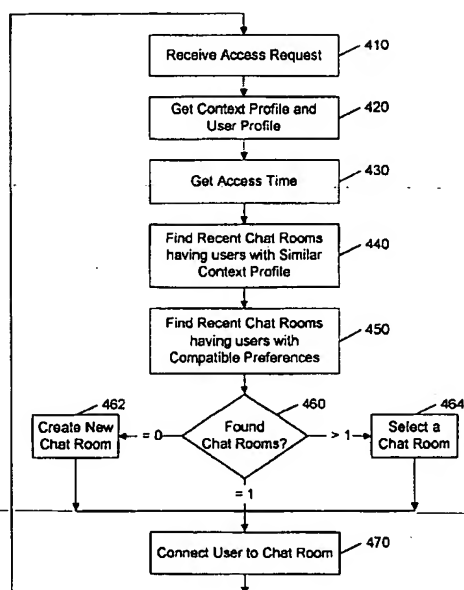 Receive Access Request
410
Get Context Profile and
User Profile
420
Get Access Time
430
Find Recent Chat Rooms
having users with Similar
Context Profile
440
Find Recent Chat Rooms
having users with
Compatible Preferences
450
460
Found
Chat Rooms?
= 0
462
Create New
Chat Room
> 1
464
Select a
Chat Room
= 1
Connect User to Chat Room
470